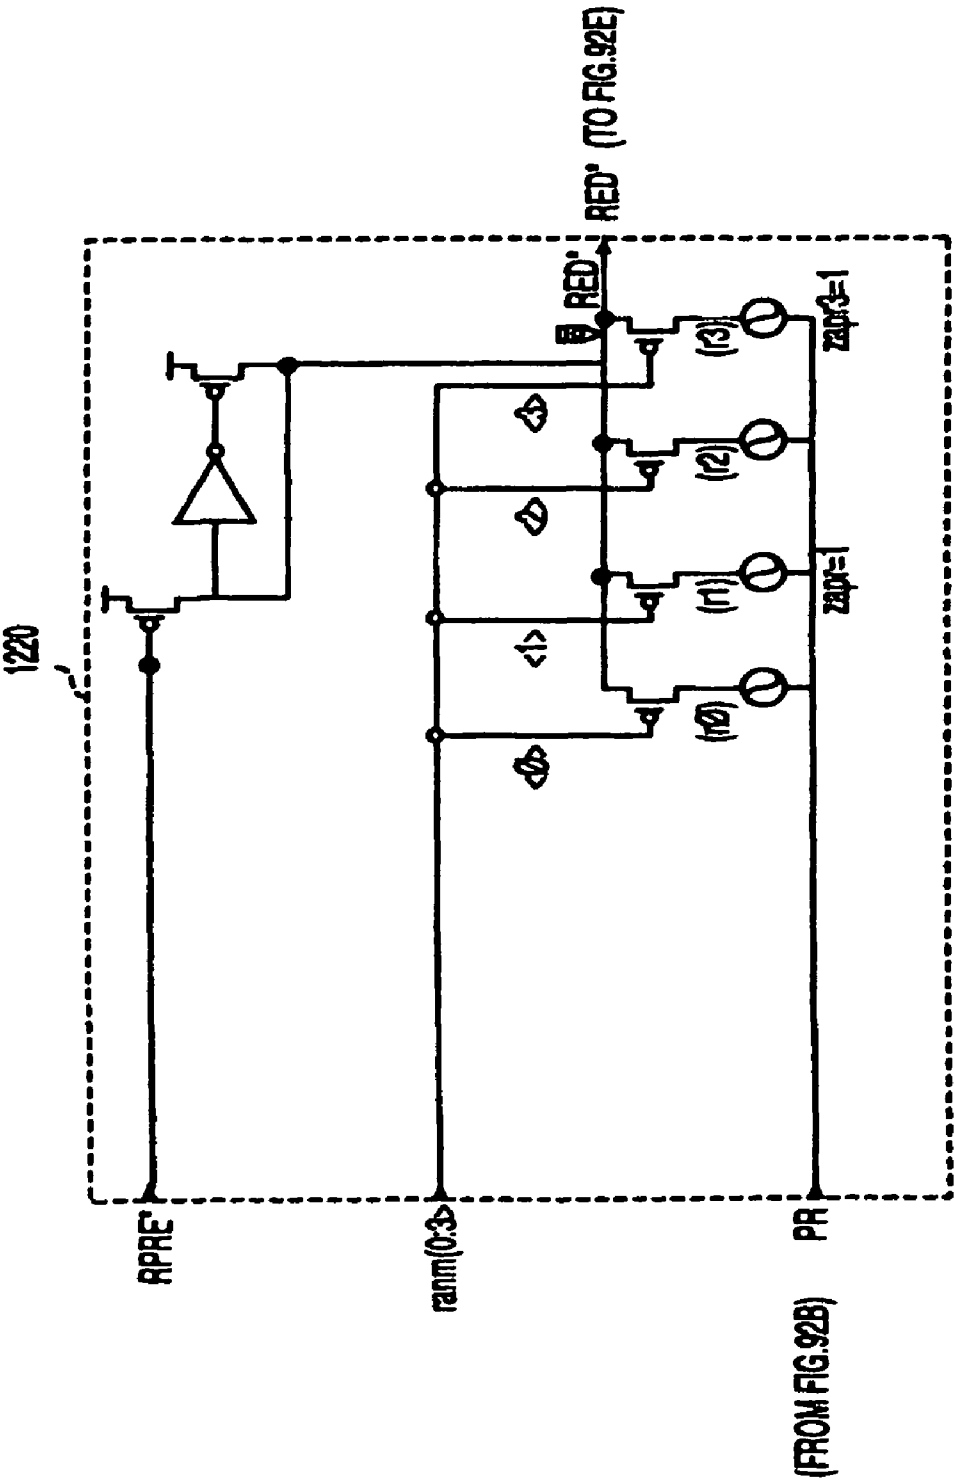 1220
RPRE*
ranm<0:3>
PR
(FROM FIG.92B)
<0>
<1>
<2>
<3>
(r0)
(r1)
(r2)
(r3)
zapr=1
zapr3=1
RED*
RED* (TO FIG.92E)